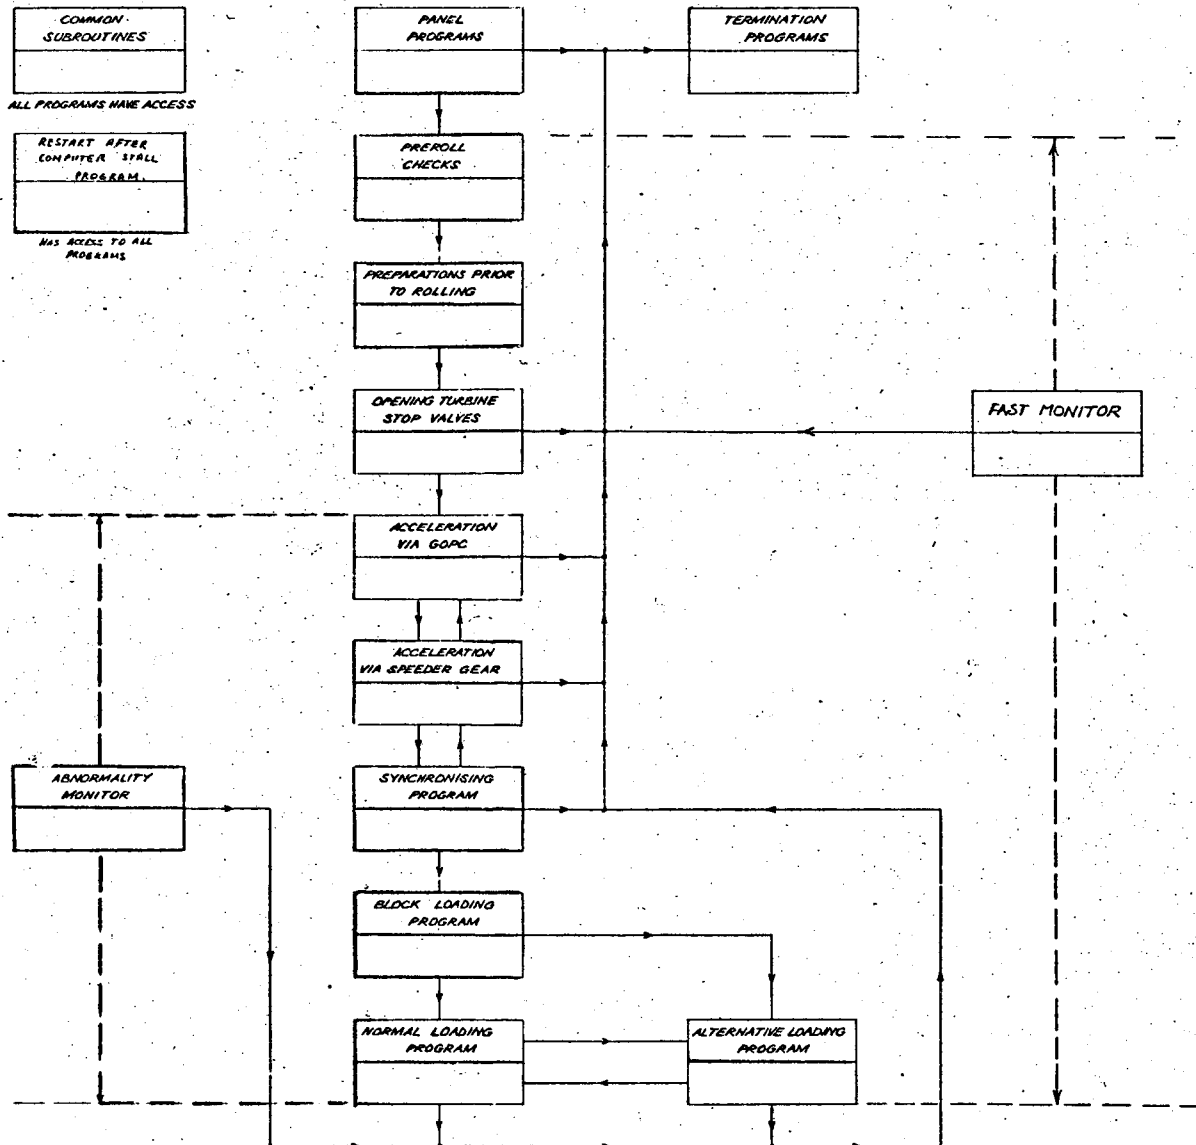 COMMON
SUBROUTINES
ALL PROGRAMS HAVE ACCESS
RESTART AFTER
COMPUTER STALL
PROGRAM.
HAS ACCESS TO ALL
PROGRAMS
PANEL
PROGRAMS
TERMINATION
PROGRAMS
PREROLL
CHECKS
PREPARATIONS PRIOR
TO ROLLING
OPENING TURBINE
STOP VALVES
FAST MONITOR
ACCELERATION
VIA GOPC
ACCELERATION
VIA SPEEDER GEAR
ABNORMALITY
MONITOR
SYNCHRONISING
PROGRAM
BLOCK LOADING
PROGRAM
NORMAL LOADING
PROGRAM
ALTERNATIVE LOADING
PROGRAM